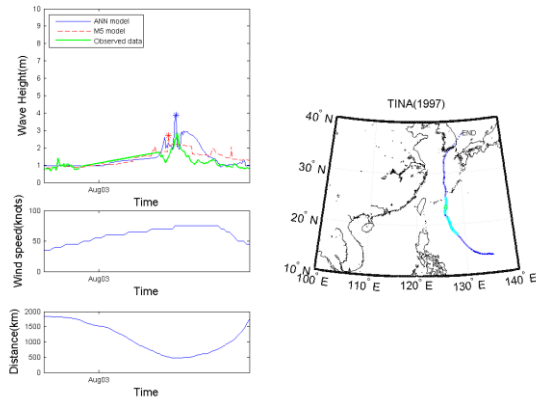 10
9
8
7
6
5
4
3
2
1
0
Wave Height(m)
ANN model
M5 model
Observed data
Aug03
Time
100
50
0
Wind speed(Knots)
Aug03
Time
2000
1500
1000
500
0
Distance(km)
Aug03
Time
TINA(1997)
40° N
30° N
20° N
10° N
END
100° E
110° E
120° E
130° E
140° E